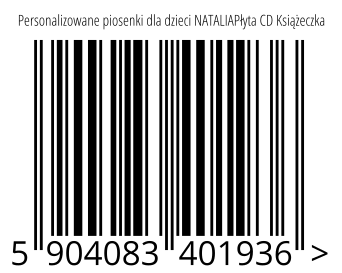 Personalizowane piosenki dla dzieci NATALIAPłyta CD Książeczka
5 904083 401936 >